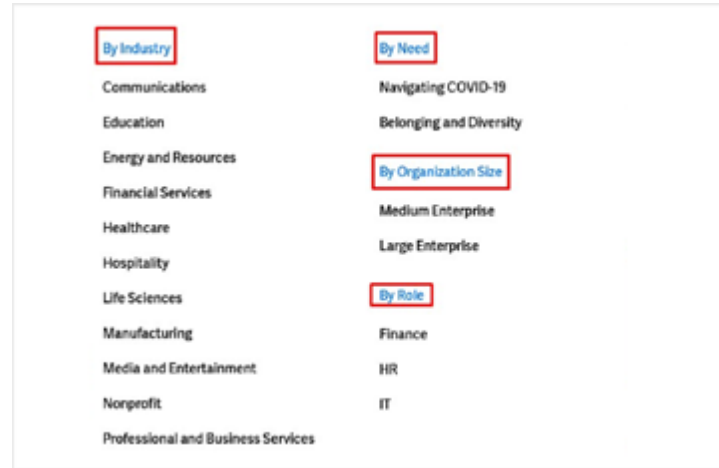 By Industry
Communications
Education
Energy and Resources
Financial Services
Healthcare
Hospitality
Life Sciences
Manufacturing
Media and Entertainment
Nonprofit
Professional and Business Services
By Need
Navigating COVID-19
Belonging and Diversity
By Organization Size
Medium Enterprise
Large Enterprise
By Role
Finance
HR
IT